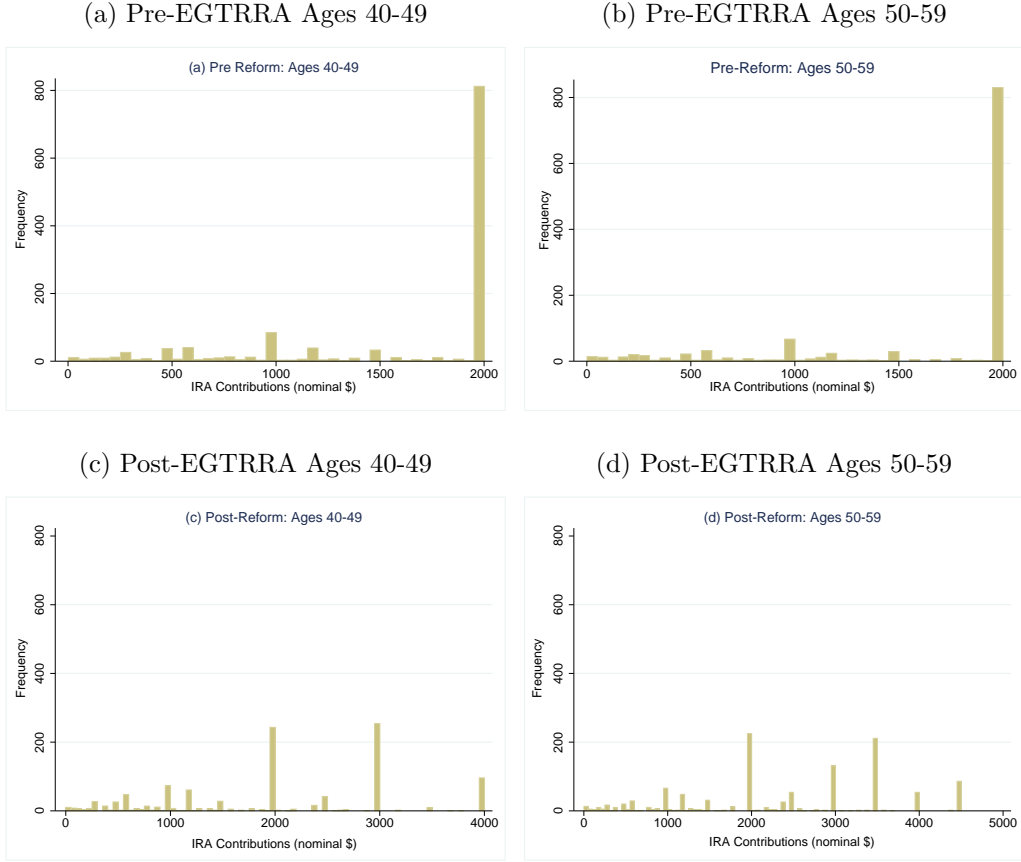 (a) Pre-EGTRRA Ages 40-49
(b) Pre-EGTRRA Ages 50-59
(a) Pre Reform: Ages 40-49
Frequency
800
600
400
200
0
0 500 1000 1500 2000
IRA Contributions (nominal $)
Pre-Reform: Ages 50-59
Frequency
800
600
400
200
0
0 500 1000 1500 2000
IRA Contributions (nominal $)
(c) Post-EGTRRA Ages 40-49
(d) Post-EGTRRA Ages 50-59
(c) Post-Reform: Ages 40-49
Frequency
800
600
400
200
0
0 1000 2000 3000 4000
IRA Contributions (nominal $)
(d) Post-Reform: Ages 50-59
Frequency
800
600
400
200
0
0 1000 2000 3000 4000 5000
IRA Contributions (nominal $)